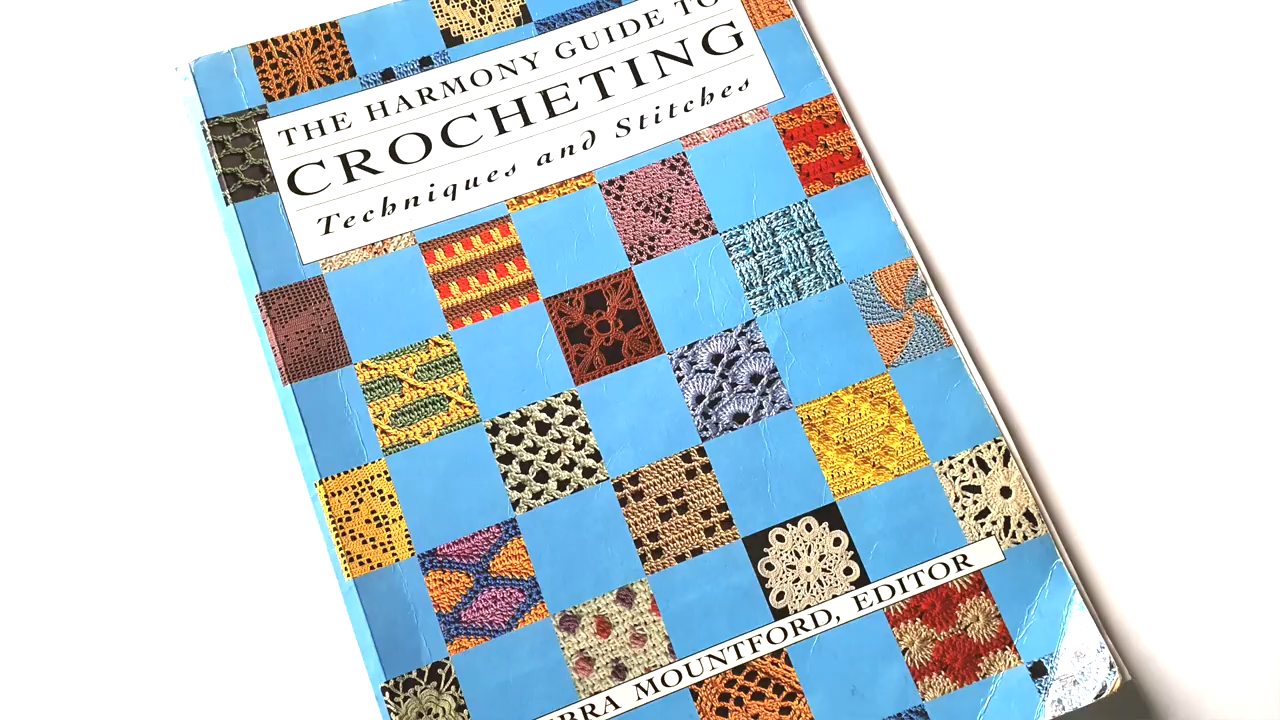 THE HARMONY GUIDE TO
CROCHETING
Techniques and Stitches
MOUNTFORD, EDITOR